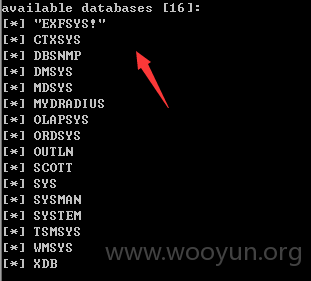 available databases [16]:
[*] "EXFSYS!"
[*] CTXSYS
[*] DBSNMP
[*] DMSYS
[*] MDSYS
[*] MYDRADIUS
[*] OLAPSYS
[*] ORDSYS
[*] OUTLN
[*] SCOTT
[*] SYS
[*] SYSMAN
[*] SYSTEM
[*] TSMSYS
[*] WMSYS
[*] XDB
www.wooyun.org